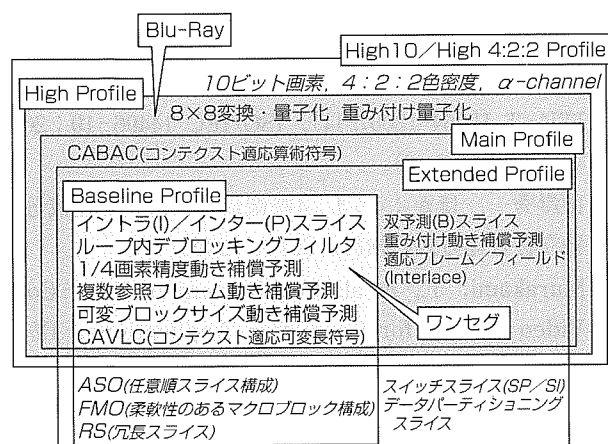 Blu-Ray
High10／High 4:2:2 Profile
10ビット画素, 4：2：2色密度, α-channel
High Profile
8×8変換・量子化 重み付け量子化
Main Profile
CABAC(コンテクスト適応算術符号)
Extended Profile
Baseline Profile
イントラ(I)／インター(P)スライス
ループ内デブロッキングフィルタ
1/4画素精度動き補償予測
複数参照フレーム動き補償予測
可変ブロックサイズ動き補償予測
CAVLC(コンテクスト適応可変長符号)
双予測(B)スライス
重み付け動き補償予測
適応フレーム／フィールド
(Interlace)
ワンセグ
ASO(任意順スライス構成)
FMO(柔軟性のあるマクロブロック構成)
RS(冗長スライス)
スイッチスライス(SP／SI)
データパーティショニング
スライス